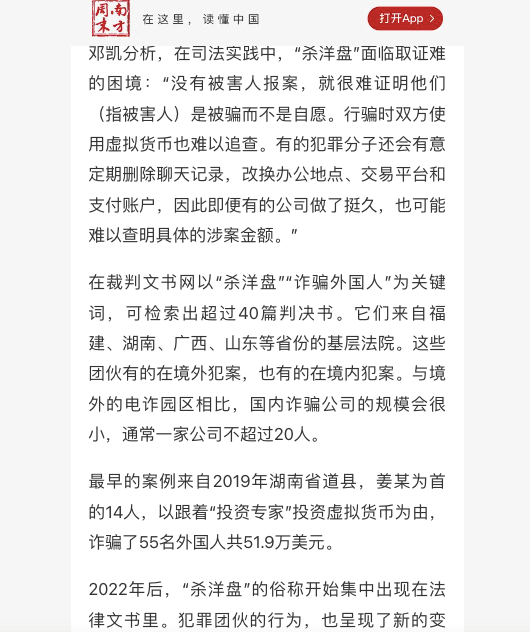 南方周末
在这里，读懂中国
打开App
邓凯分析，在司法实践中，“杀洋盘”面临取证难
的困境：“没有被害人报案，就很难证明他们
（指被害人）是被骗而不是自愿。行骗时双方使
用虚拟货币也难以追查。有的犯罪分子还会有意
定期删除聊天记录，改换办公地点、交易平台和
支付账户，因此即便有的公司做了挺久，也可能
难以查明具体的涉案金额。”
在裁判文书网以“杀洋盘”“诈骗外国人”为关键
词，可检索出超过40篇判决书。它们来自福
建、湖南、广西、山东等省份的基层法院。这些
团伙有的在境外犯案，也有的在境内犯案。与境
外的电诈园区相比，国内诈骗公司的规模会很
小，通常一家公司不超过20人。
最早的案例来自2019年湖南省道县，姜某为首
的14人，以跟着“投资专家”投资虚拟货币为由，
诈骗了55名外国人共51.9万美元。
2022年后，“杀洋盘”的俗称开始集中出现在法
律文书里。犯罪团伙的行为，也呈现了新的变